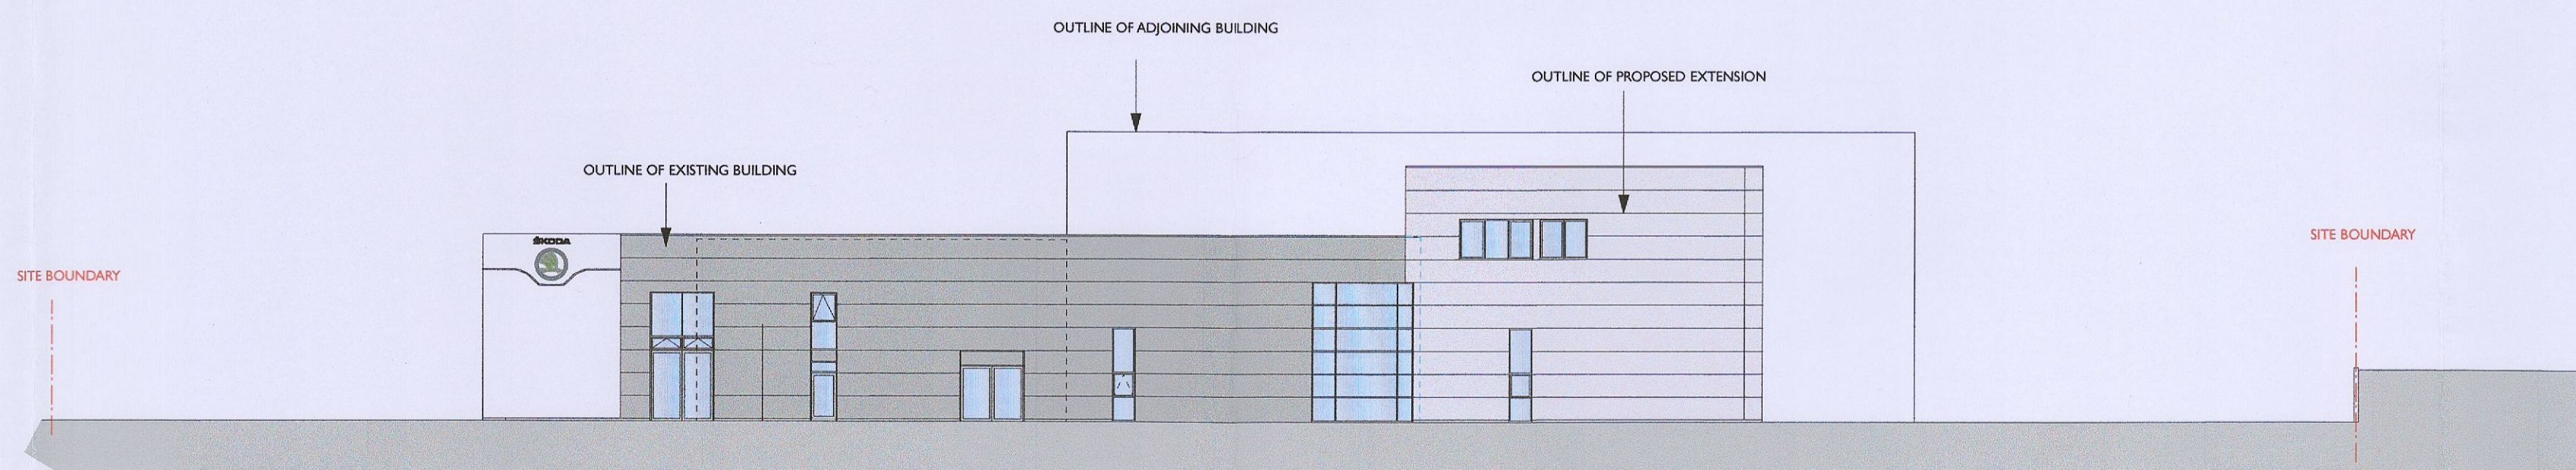 OUTLINE OF ADJOINING BUILDING
OUTLINE OF PROPOSED EXTENSION
OUTLINE OF EXISTING BUILDING
SITE BOUNDARY
ŠKODA
SITE BOUNDARY